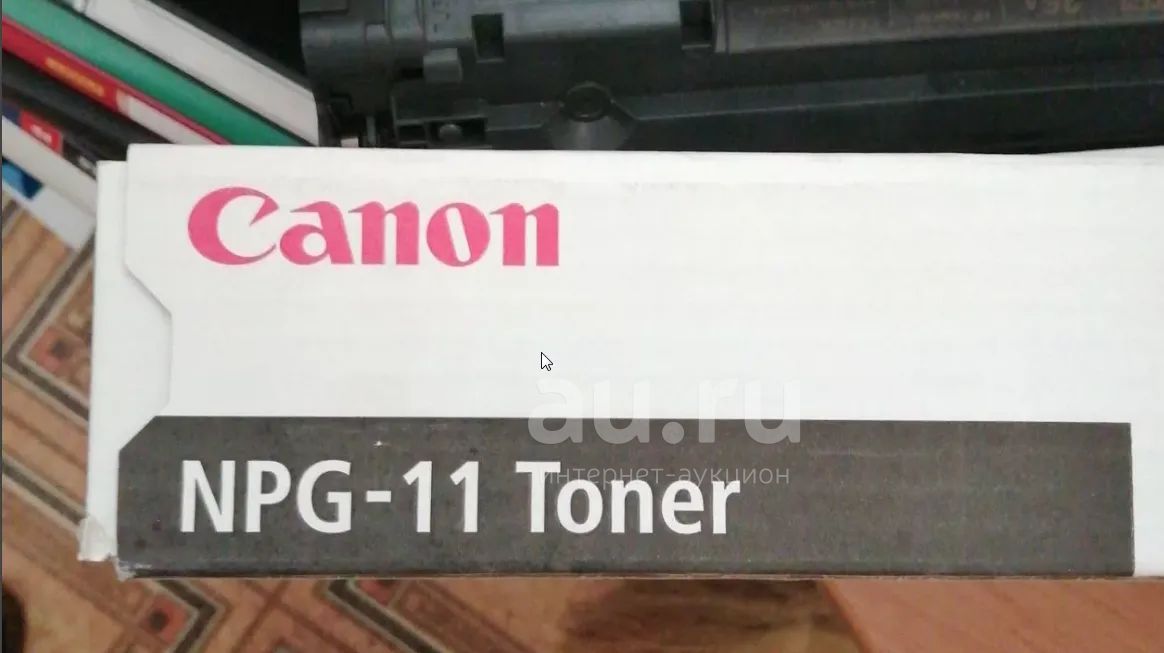 Canon
au.ru
интернет-аукцион
NPG-11 Toner